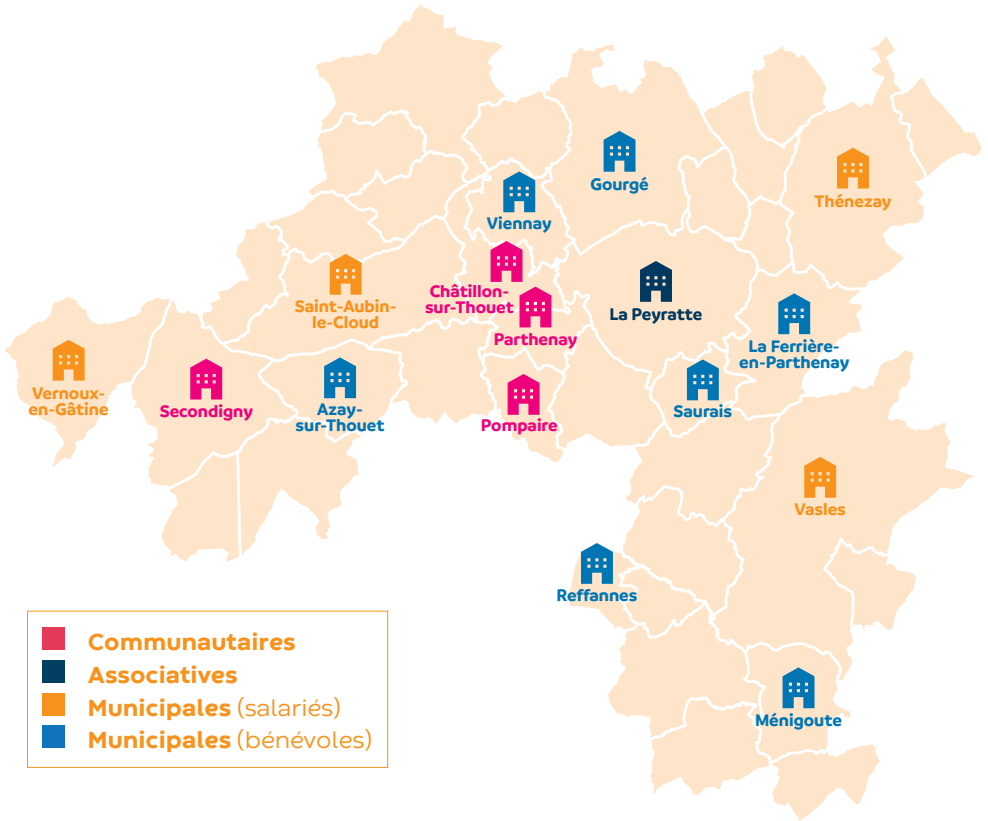 Gourgé
Thénezay
Viennay
Saint-Aubin-
le-Cloud
Châtillon-
sur-Thouet
Parthenay
La Peyratte
La Ferrière-
en-Parthenay
Vernoux-
en-Gâtine
Secondigny
Azay-
sur-Thouet
Pompaire
Saurais
Vasles
Reffannes
Ménigoute
Communautaires
Associatives
Municipales (salariés)
Municipales (bénévoles)